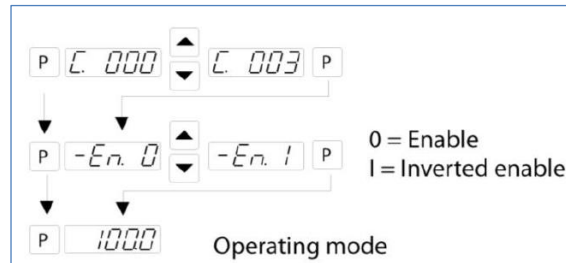 P C. 000 C. 003 P
P -En. 0 -En. 1 P
0 = Enable
I = Inverted enable
P 100.0
Operating mode